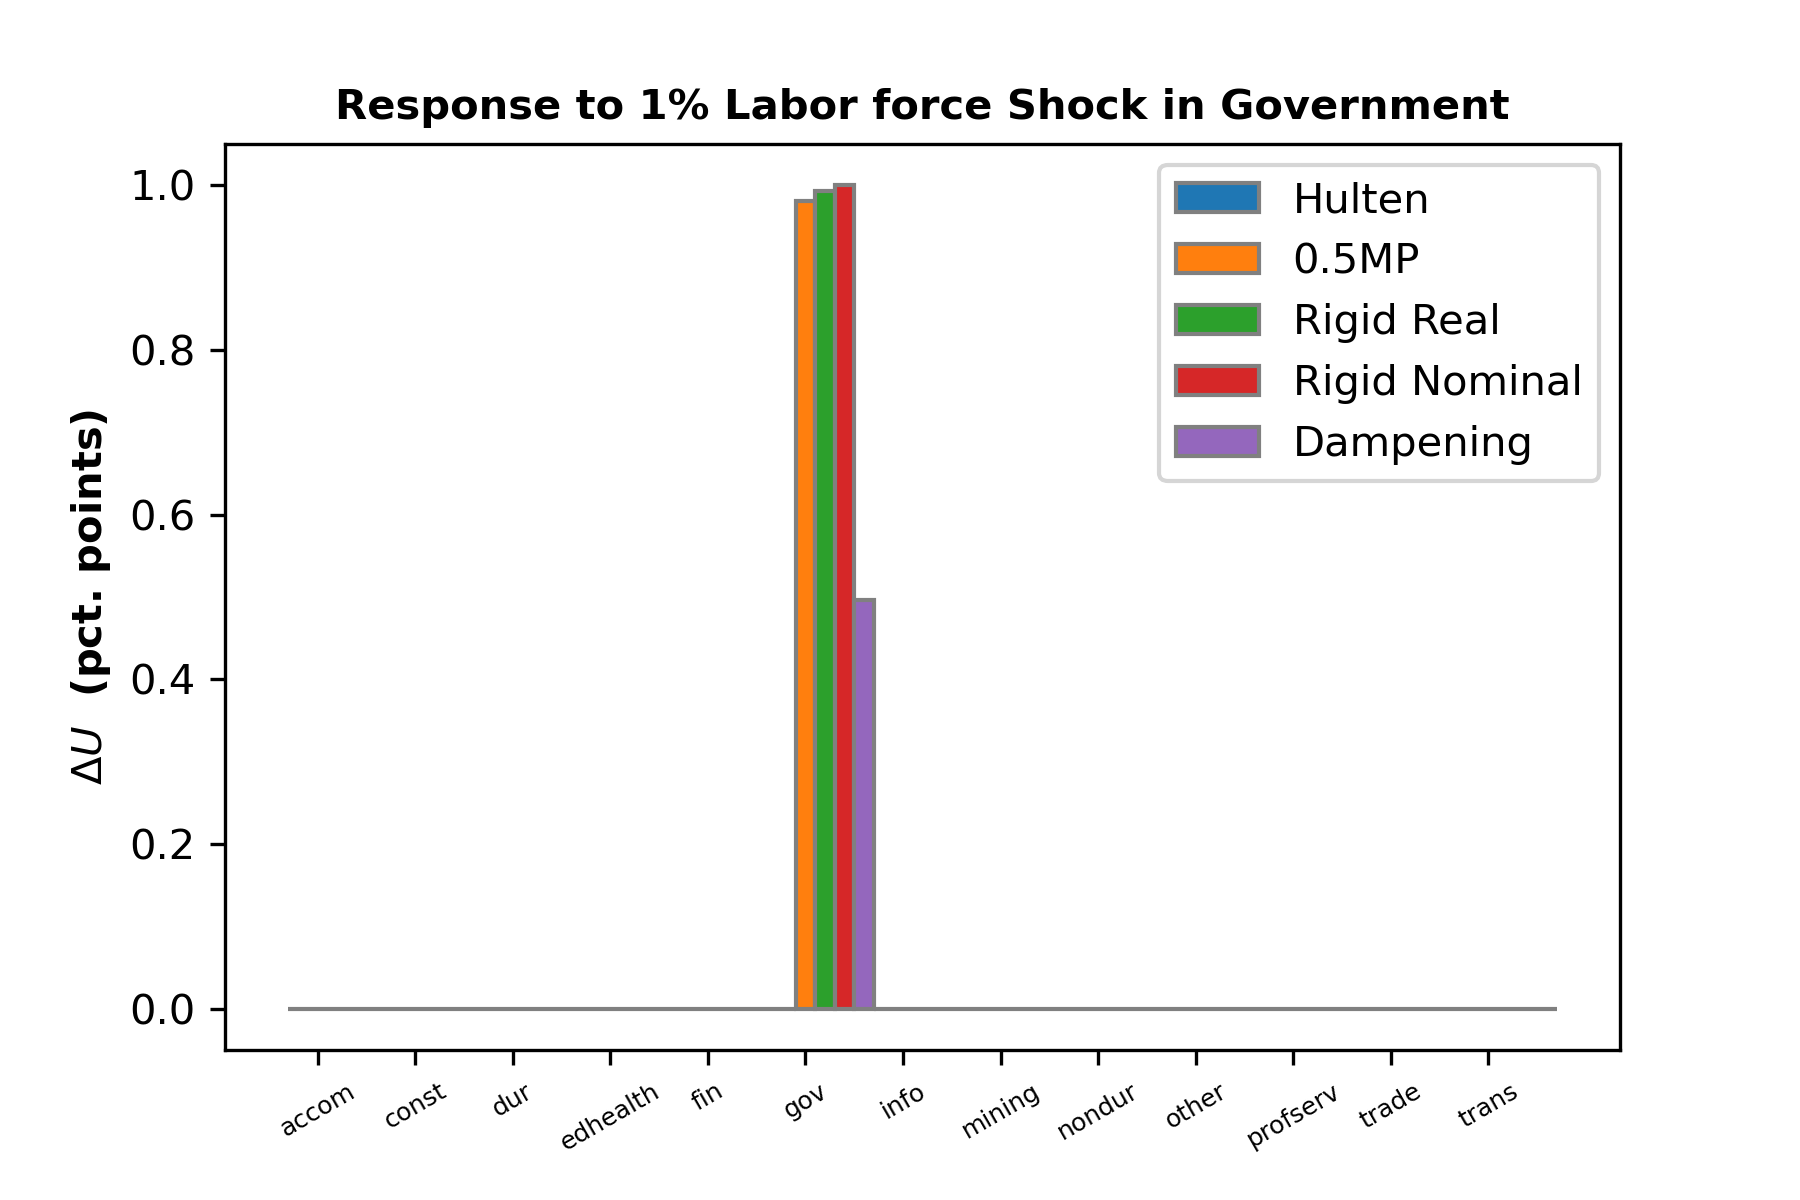 Response to 1% Labor force Shock in Government
ΔU (pct. points)
1.0
0.8
0.6
0.4
0.2
0.0
Hulten
0.5MP
Rigid Real
Rigid Nominal
Dampening
accom const dur edhealth fin gov info mining nondur other profserv trade trans